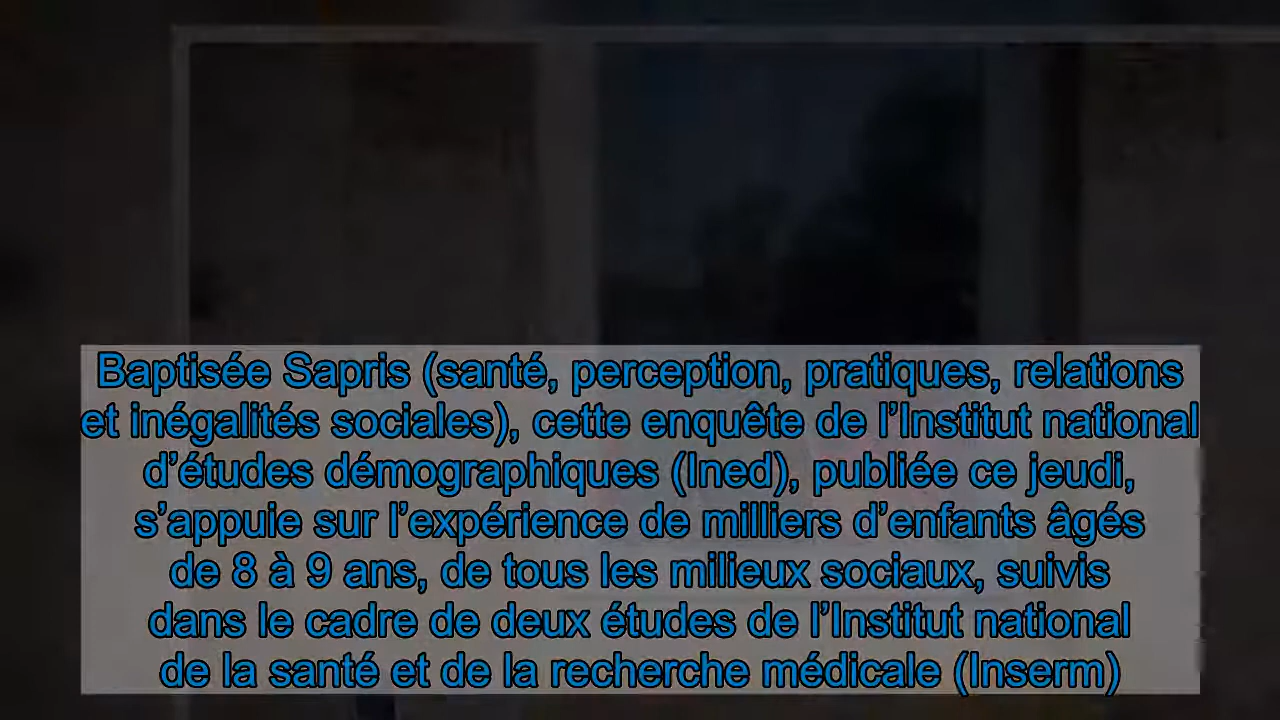 Baptisée Sapris (santé, perception, pratiques, relations
et inégalités sociales), cette enquête de l’Institut national
d’études démographiques (Ined), publiée ce jeudi,
s’appuie sur l’expérience de milliers d’enfants âgés
de 8 à 9 ans, de tous les milieux sociaux, suivis
dans le cadre de deux études de l’Institut national
de la santé et de la recherche médicale (Inserm)